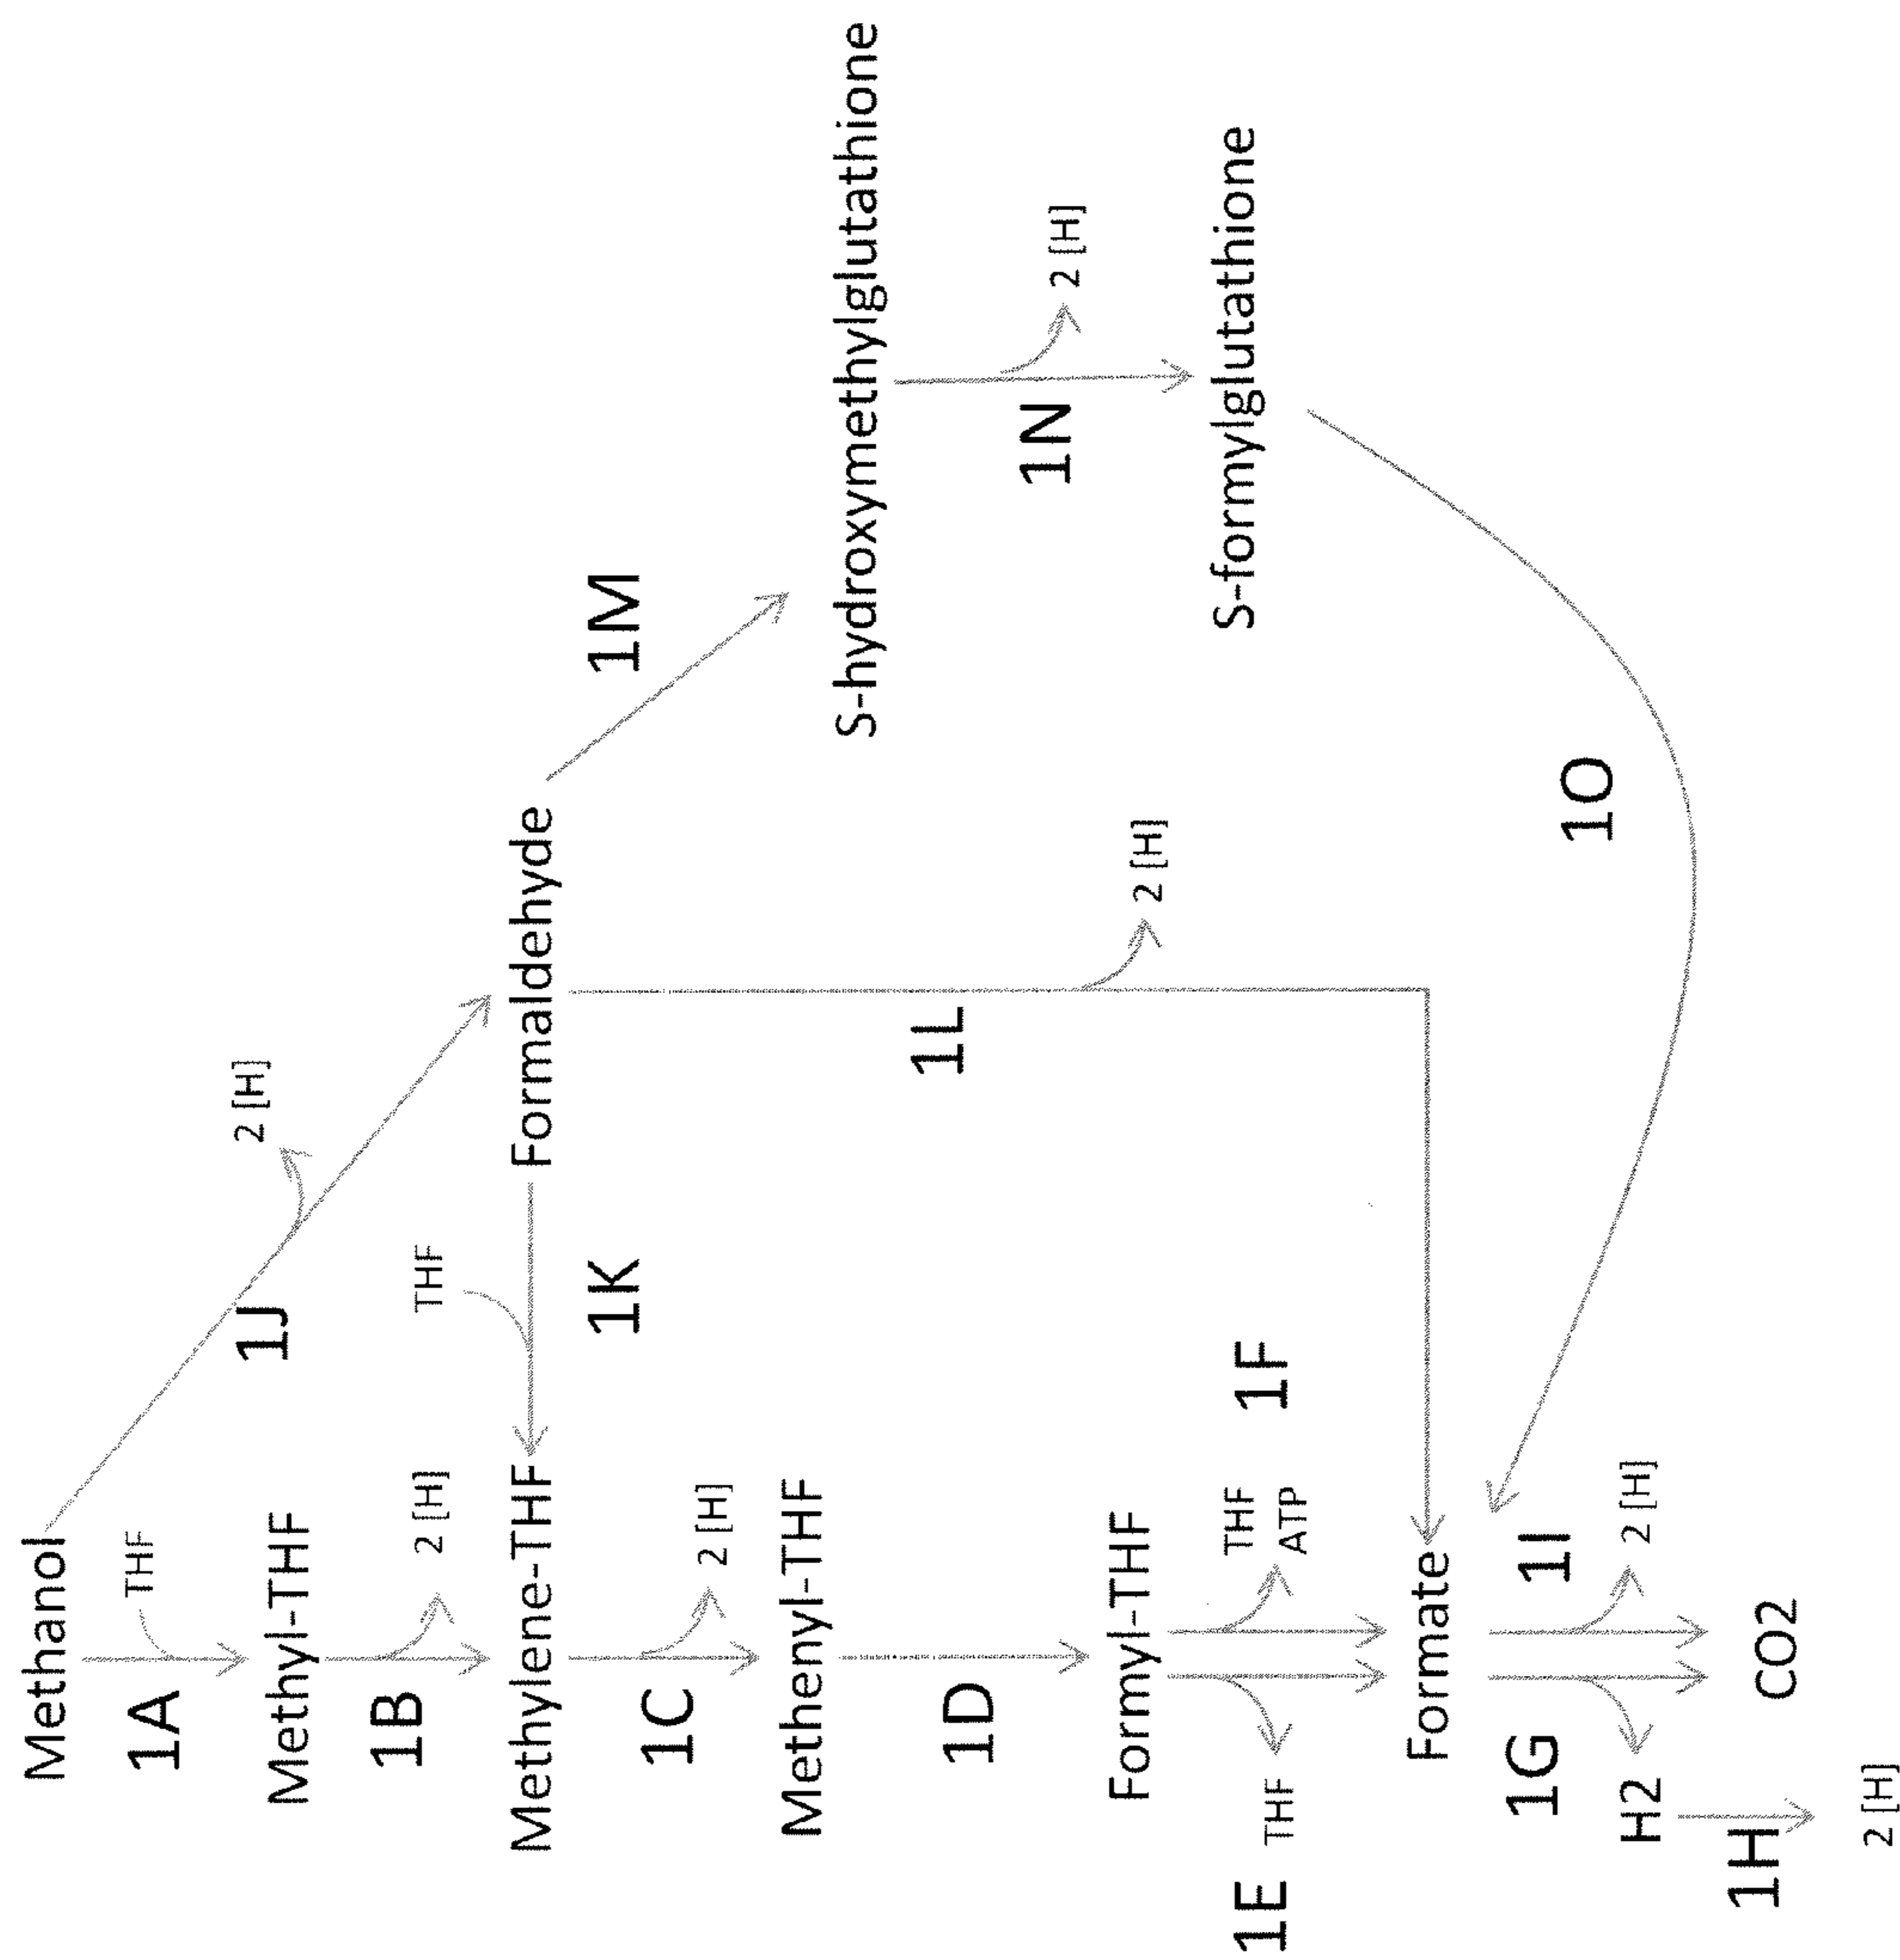 Methanol
1A
THF
1J
2 [H]
Methyl-THF
1B
2 [H]
THF
Methylene-THF
Formaldehyde
1K
1M
1C
2 [H]
Methenyl-THF
S-hydroxymethylglutathione
1D
1L
1N
2 [H]
Formyl-THF
2 [H]
1E
THF
THF
ATP
1F
S-formylglutathione
Formate
1G
1I
1O
H2
2 [H]
1H
CO2
2 [H]